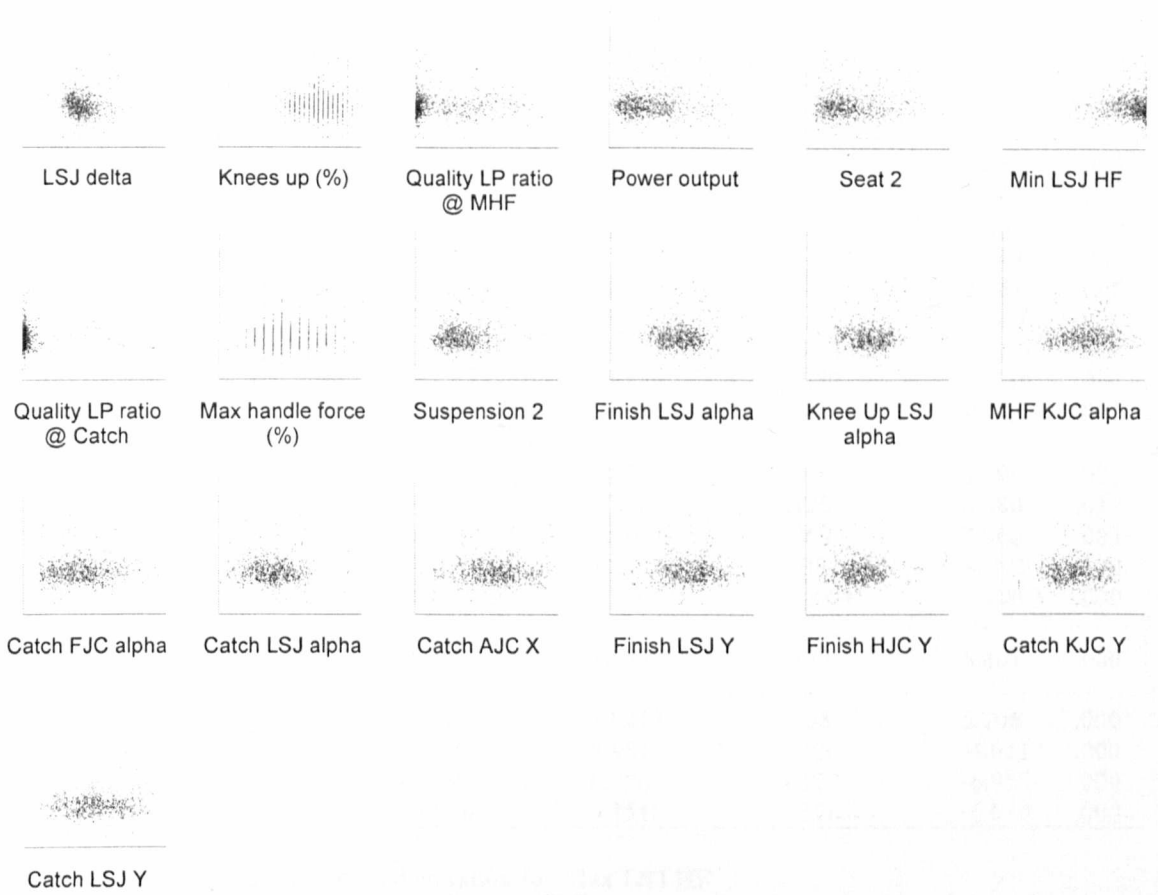 LSJ delta
Knees up (%)
Quality LP ratio
@ MHF
Power output
Seat 2
Min LSJ HF
Quality LP ratio
@ Catch
Max handle force
(%)
Suspension 2
Finish LSJ alpha
Knee Up LSJ
alpha
MHF KJC alpha
Catch FJC alpha
Catch LSJ alpha
Catch AJC X
Finish LSJ Y
Finish HJC Y
Catch KJC Y
Catch LSJ Y